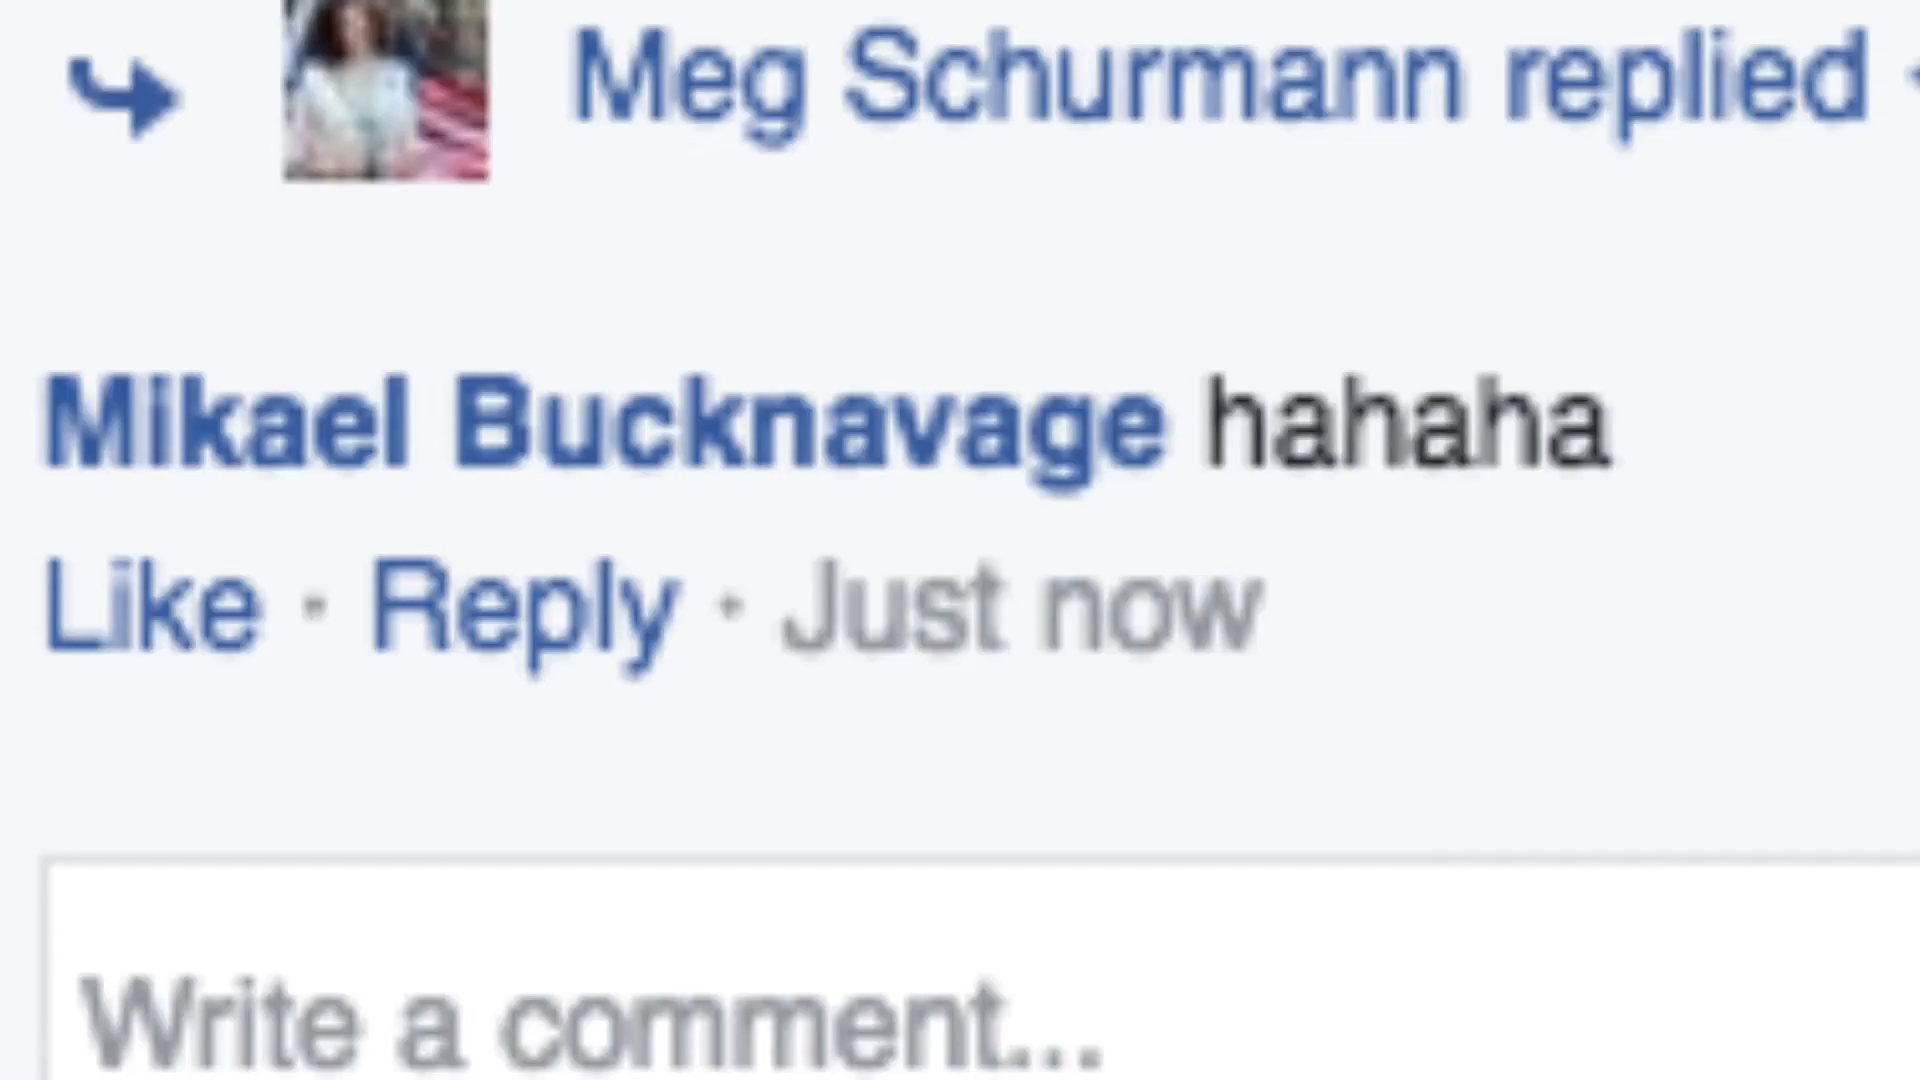 Meg Schurmann replied
Mikael Bucknavage hahaha
Like · Reply · Just now
Write a comment...